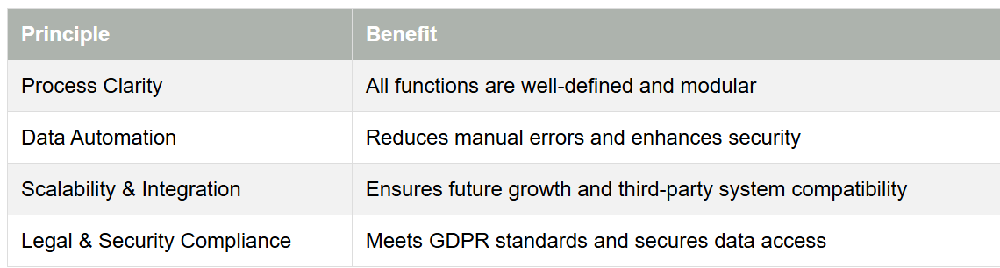 Principle Benefit
Process Clarity All functions are well-defined and modular
Data Automation Reduces manual errors and enhances security
Scalability & Integration Ensures future growth and third-party system compatibility
Legal & Security Compliance Meets GDPR standards and secures data access